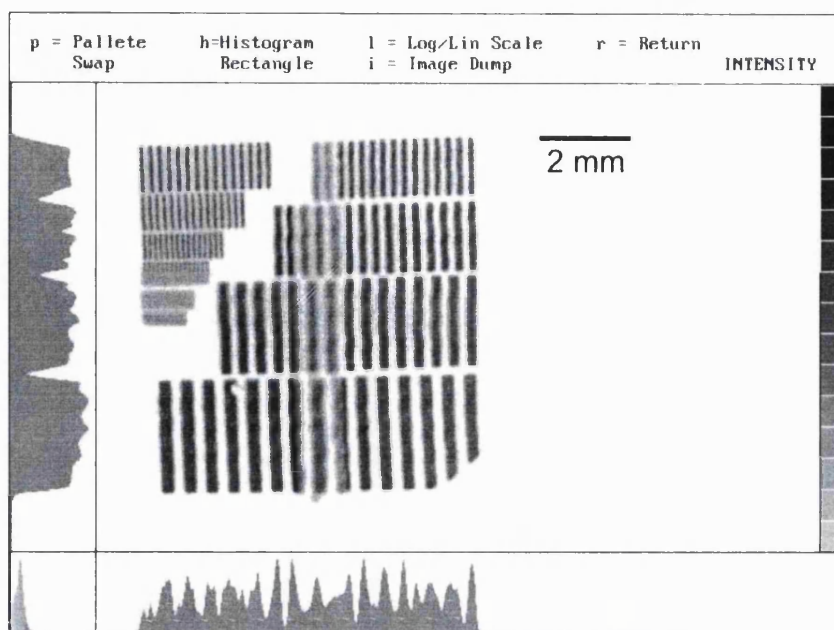 p = Pallete h=Histogram l = Log/Lin Scale r = Return
Swap Rectangle i = Image Dump INTENSITY
2 mm